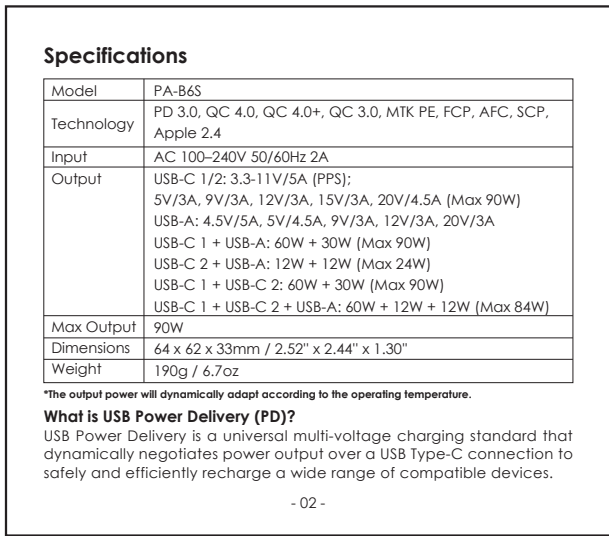 Specifications
Model PA-B6S
Technology PD 3.0, QC 4.0, QC 4.0+, QC 3.0, MTK PE, FCP, AFC, SCP,
Apple 2.4
Input AC 100–240V 50/60Hz 2A
Output USB-C 1/2: 3.3-11V/5A (PPS);
5V/3A, 9V/3A, 12V/3A, 15V/3A, 20V/4.5A (Max 90W)
USB-A: 4.5V/5A, 5V/4.5A, 9V/3A, 12V/3A, 20V/3A
USB-C 1 + USB-A: 60W + 30W (Max 90W)
USB-C 2 + USB-A: 12W + 12W (Max 24W)
USB-C 1 + USB-C 2: 60W + 30W (Max 90W)
USB-C 1 + USB-C 2 + USB-A: 60W + 12W + 12W (Max 84W)
Max Output 90W
Dimensions 64 x 62 x 33mm / 2.52" x 2.44" x 1.30"
Weight 190g / 6.7oz
*The output power will dynamically adapt according to the operating temperature.
What is USB Power Delivery (PD)?
USB Power Delivery is a universal multi-voltage charging standard that
dynamically negotiates power output over a USB Type-C connection to
safely and efficiently recharge a wide range of compatible devices.
- 02 -